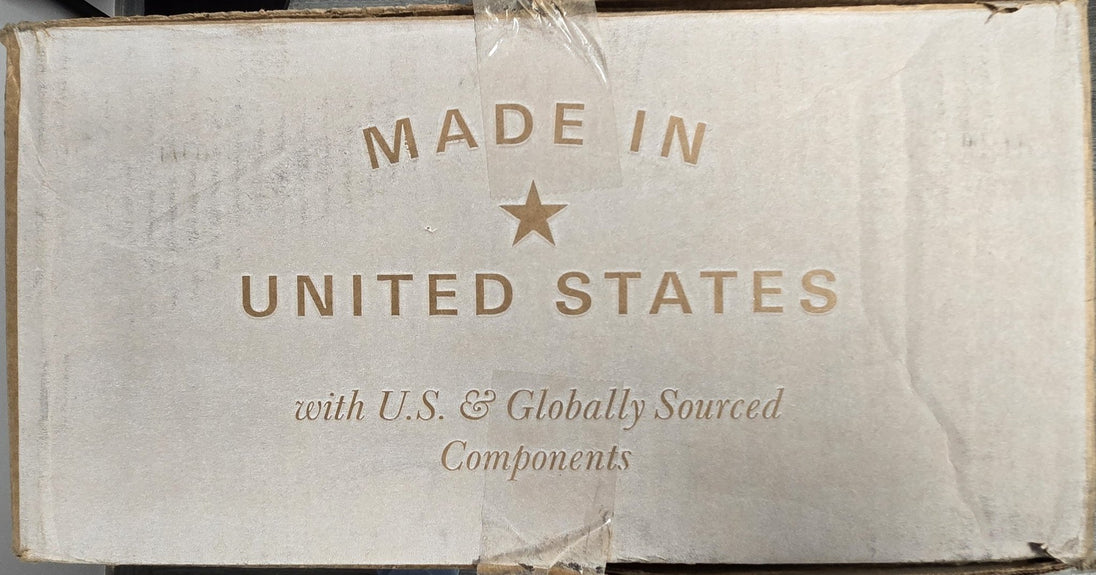 MADE IN
UNITED STATES
with U.S. & Globally Sourced
Components